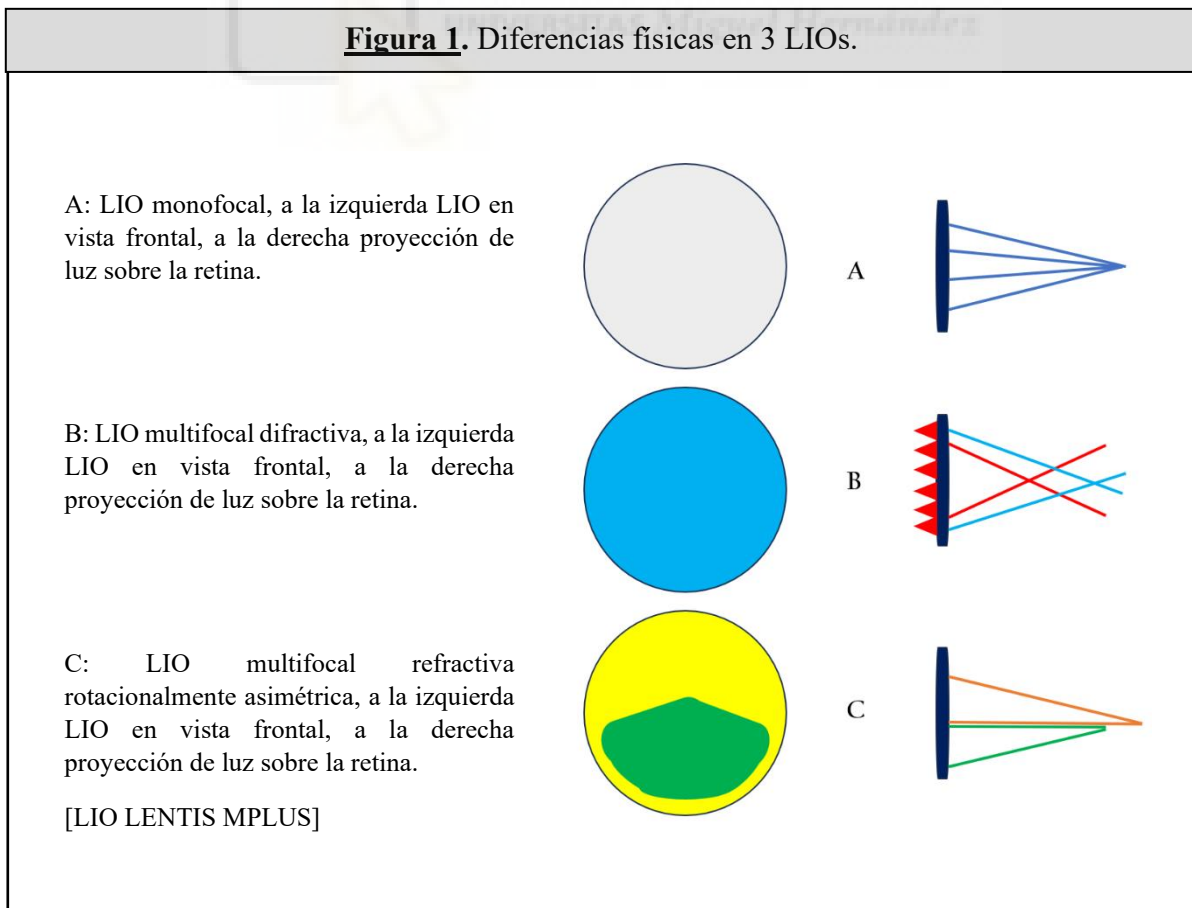 UNIVERSITAS Miguel Hernández
Figura 1. Diferencias físicas en 3 LIOs.
A: LIO monofocal, a la izquierda LIO en
vista frontal, a la derecha proyección de
luz sobre la retina.
A
B: LIO multifocal difractiva, a la izquierda
LIO en vista frontal, a la derecha
proyección de luz sobre la retina.
B
C: LIO multifocal refractiva
rotacionalmente asimétrica, a la izquierda
LIO en vista frontal, a la derecha
proyección de luz sobre la retina.
C
[LIO LENTIS MPLUS]